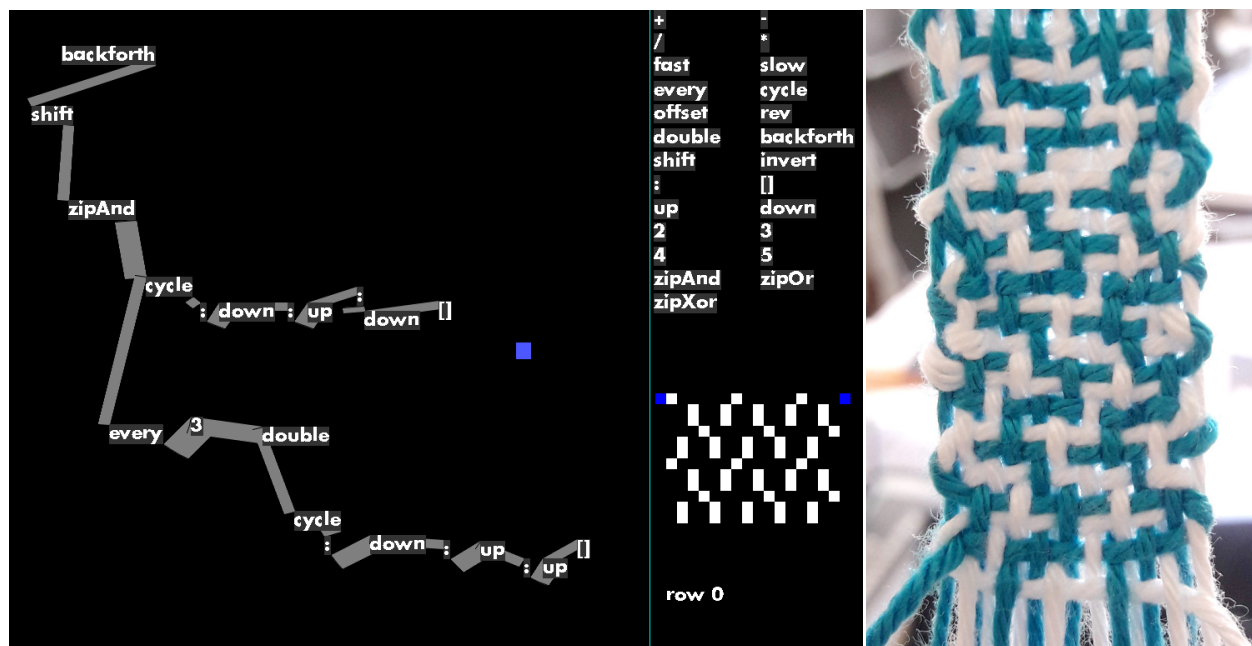 backforth
shift
zipAnd
cycle : down : up : down []
every 3 double
cycle : down : up : up []
+ -
/ *
fast slow
every cycle
offset rev
double backforth
shift invert
: []
up down
2 3
4 5
zipAnd zipOr
zipXor
row 0